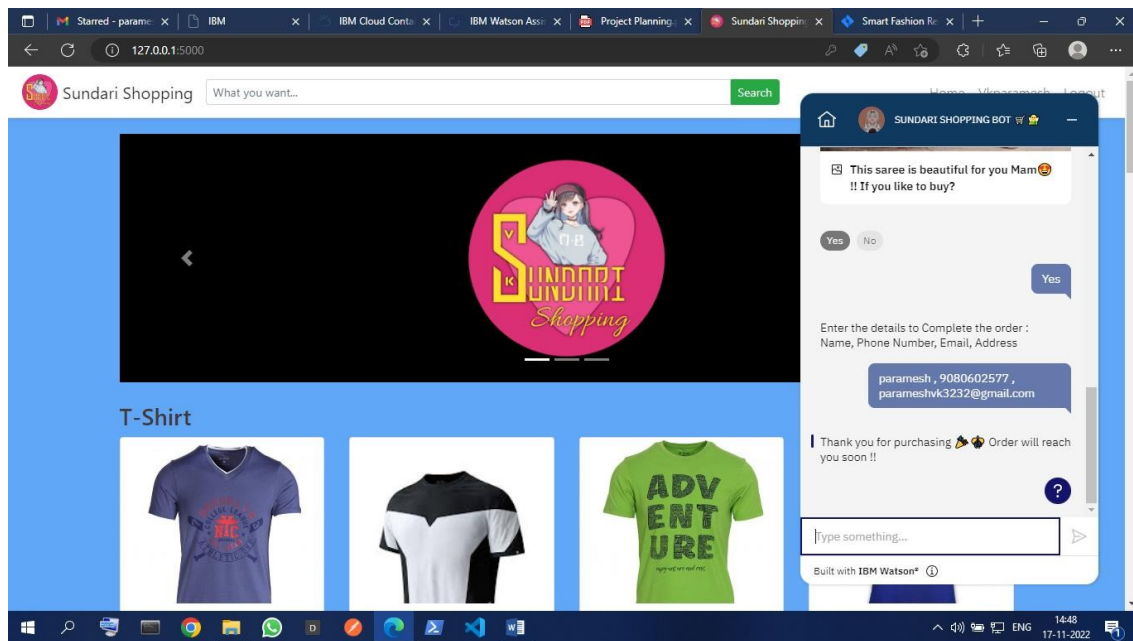 Starred - parame
IBM
IBM Cloud Conta
IBM Watson Assi
Project Planning
Sundari Shopping
Smart Fashion Re
127.0.0.1:5000
Sundari Shopping
What you want...
Search
Home
Vkparamesh
Logout
SUNDARI SHOPPING BOT
This saree is beautiful for you Mam
!! If you like to buy?
Yes
No
Yes
Enter the details to Complete the order :
Name, Phone Number, Email, Address
paramesh , 9080602577 ,
parameshvk3232@gmail.com
Thank you for purchasing 🎉 Order will reach
you soon !!
?
Type something...
Built with IBM Watson®
V
K
SUNDARI
Shopping
T-Shirt
NYC
ADV
ENT
URE
ENG
14:48
17-11-2022